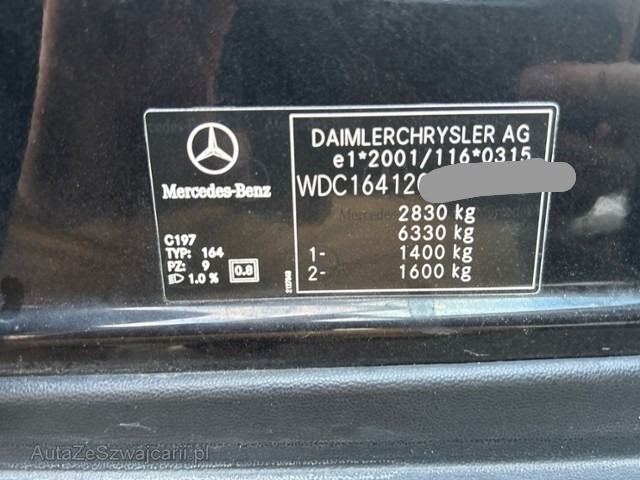 Mercedes-Benz
C197
TYP: 164
PZ: 9
1.0 % 0.8
DAIMLERCHRYSLER AG
e1*2001/116*0315
WDC164120
2830 kg
6330 kg
1- 1400 kg
2- 1600 kg
AutaZeSzwajcarii.pl